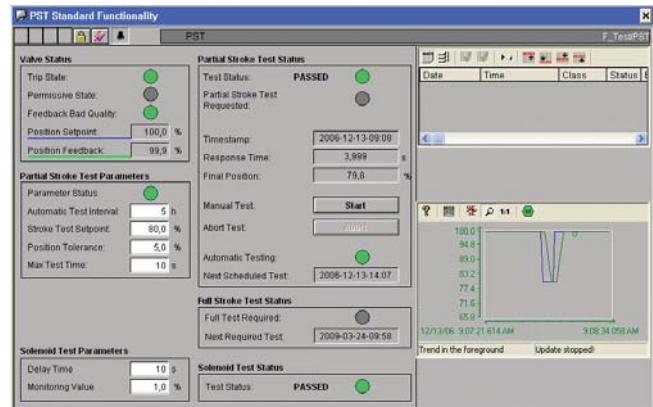 PST Standard Functionality
PST
F_Test/PST
Valve Status
Trip State:
Permissive State:
Feedback Bad Quality:
Position Setpoint: 100,0 %
Position Feedback: 99,9 %
Partial Stroke Test Parameters
Parameter Status
Automatic Test Interval: 5 h
Stroke Test Setpoint: 80,0 %
Position Tolerance: 5,0 %
Max Test Time: 10 s
Solenoid Test Parameters
Delay Time 10 s
Monitoring Value 1,0 %
Partial Stroke Test Status
Test Status: PASSED
Partial Stroke Test
Requested:
Timestamp: 2006-12-13-09:08
Response Time: 3,999 s
Final Position: 79,8 %
Manual Test: Start
Abort Test: Abort
Automatic Testing:
Next Scheduled Test: 2006-12-13-14:07
Full Stroke Test Status
Full Test Required:
Next Required Test: 2009-03-24-09:58
Solenoid Test Status
Test Status: PASSED
Date Time Class Status
1:1
100.0
94.8
89.0
83.2
77.4
71.6
65.8
12/13/06 9:07:21.614 AM 9:08:34.058 AM
Trend in the foreground Update stopped!